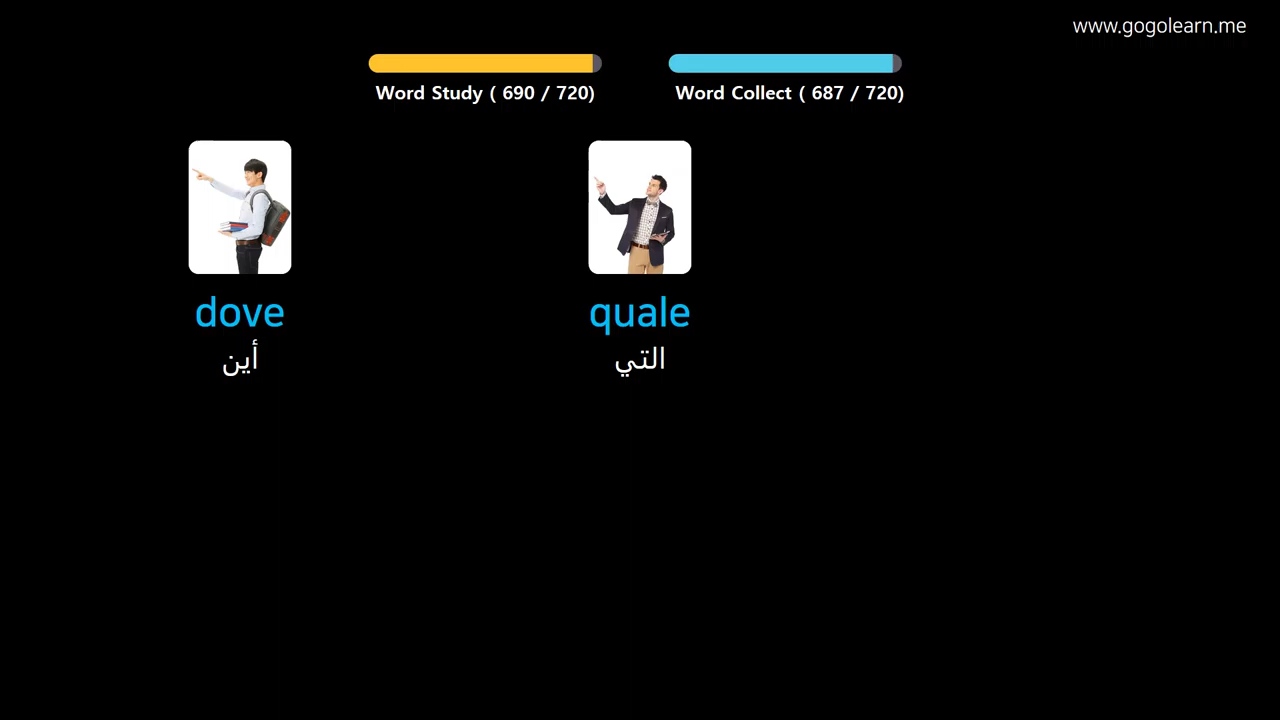 www.gogolearn.me
Word Study ( 690 / 720)
Word Collect ( 687 / 720)
dove
أين
quale
التي